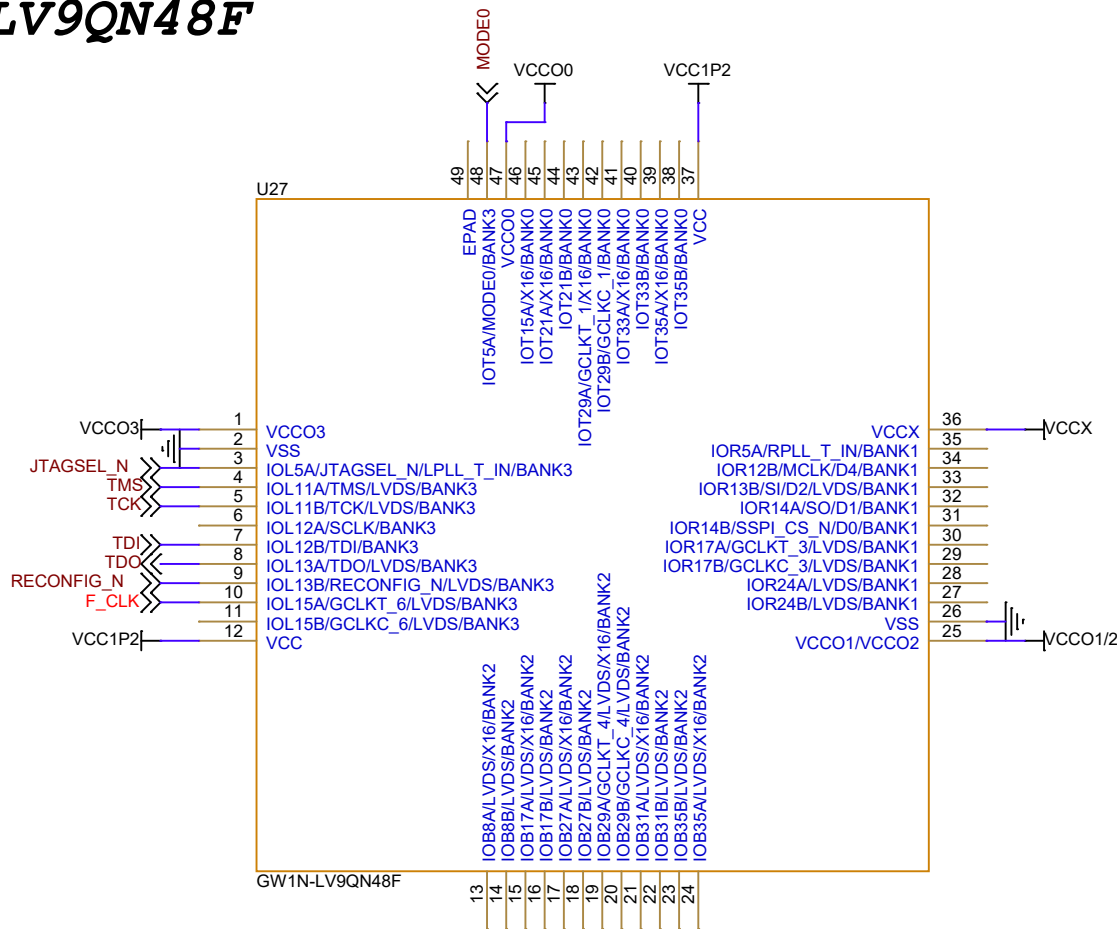 LV9QN48F
MODE0
VCCO0
VCC1P2
49
48
47
46
45
44
43
42
41
40
39
38
37
U27
EPAD
IOT5A/MODE0/BANK3
VCCO0
IOT15A/X16/BANK0
IOT21A/X16/BANK0
IOT21B/BANK0
IOT29A/GCLKT_1/X16/BANK0
IOT29B/GCLKC_1/BANK0
IOT33A/X16/BANK0
IOT33B/BANK0
IOT35A/X16/BANK0
IOT35B/BANK0
VCC
VCCO3 1 VCCO3
2 VSS
JTAGSEL_N 3 IOL5A/JTAGSEL_N/LPLL_T_IN/BANK3
TMS 4 IOL11A/TMS/LVDS/BANK3
TCK 5 IOL11B/TCK/LVDS/BANK3
6 IOL12A/SCLK/BANK3
TDI 7 IOL12B/TDI/BANK3
TDO 8 IOL13A/TDO/LVDS/BANK3
RECONFIG_N 9 IOL13B/RECONFIG_N/LVDS/BANK3
F_CLK 10 IOL15A/GCLKT_6/LVDS/BANK3
11 IOL15B/GCLKC_6/LVDS/BANK3
VCC1P2 12 VCC
VCCX 36 VCCX
IOR5A/RPLL_T_IN/BANK1 35
IOR12B/MCLK/D4/BANK1 34
IOR13B/SI/D2/LVDS/BANK1 33
IOR14A/SO/D1/BANK1 32
IOR14B/SSPI_CS_N/D0/BANK1 31
IOR17A/GCLKT_3/LVDS/BANK1 30
IOR17B/GCLKC_3/LVDS/BANK1 29
IOR24A/LVDS/BANK1 28
IOR24B/LVDS/BANK1 27
VSS 26
VCCO1/VCCO2 25 VCCO1/2
IOB8A/LVDS/X16/BANK2
IOB8B/LVDS/BANK2
IOB17A/LVDS/X16/BANK2
IOB17B/LVDS/BANK2
IOB27A/LVDS/X16/BANK2
IOB27B/LVDS/BANK2
IOB29A/GCLKT_4/LVDS/X16/BANK2
IOB29B/GCLKC_4/LVDS/BANK2
IOB31A/LVDS/X16/BANK2
IOB31B/LVDS/BANK2
IOB35B/LVDS/BANK2
IOB35A/LVDS/X16/BANK2
GW1N-LV9QN48F
13
14
15
16
17
18
19
20
21
22
23
24